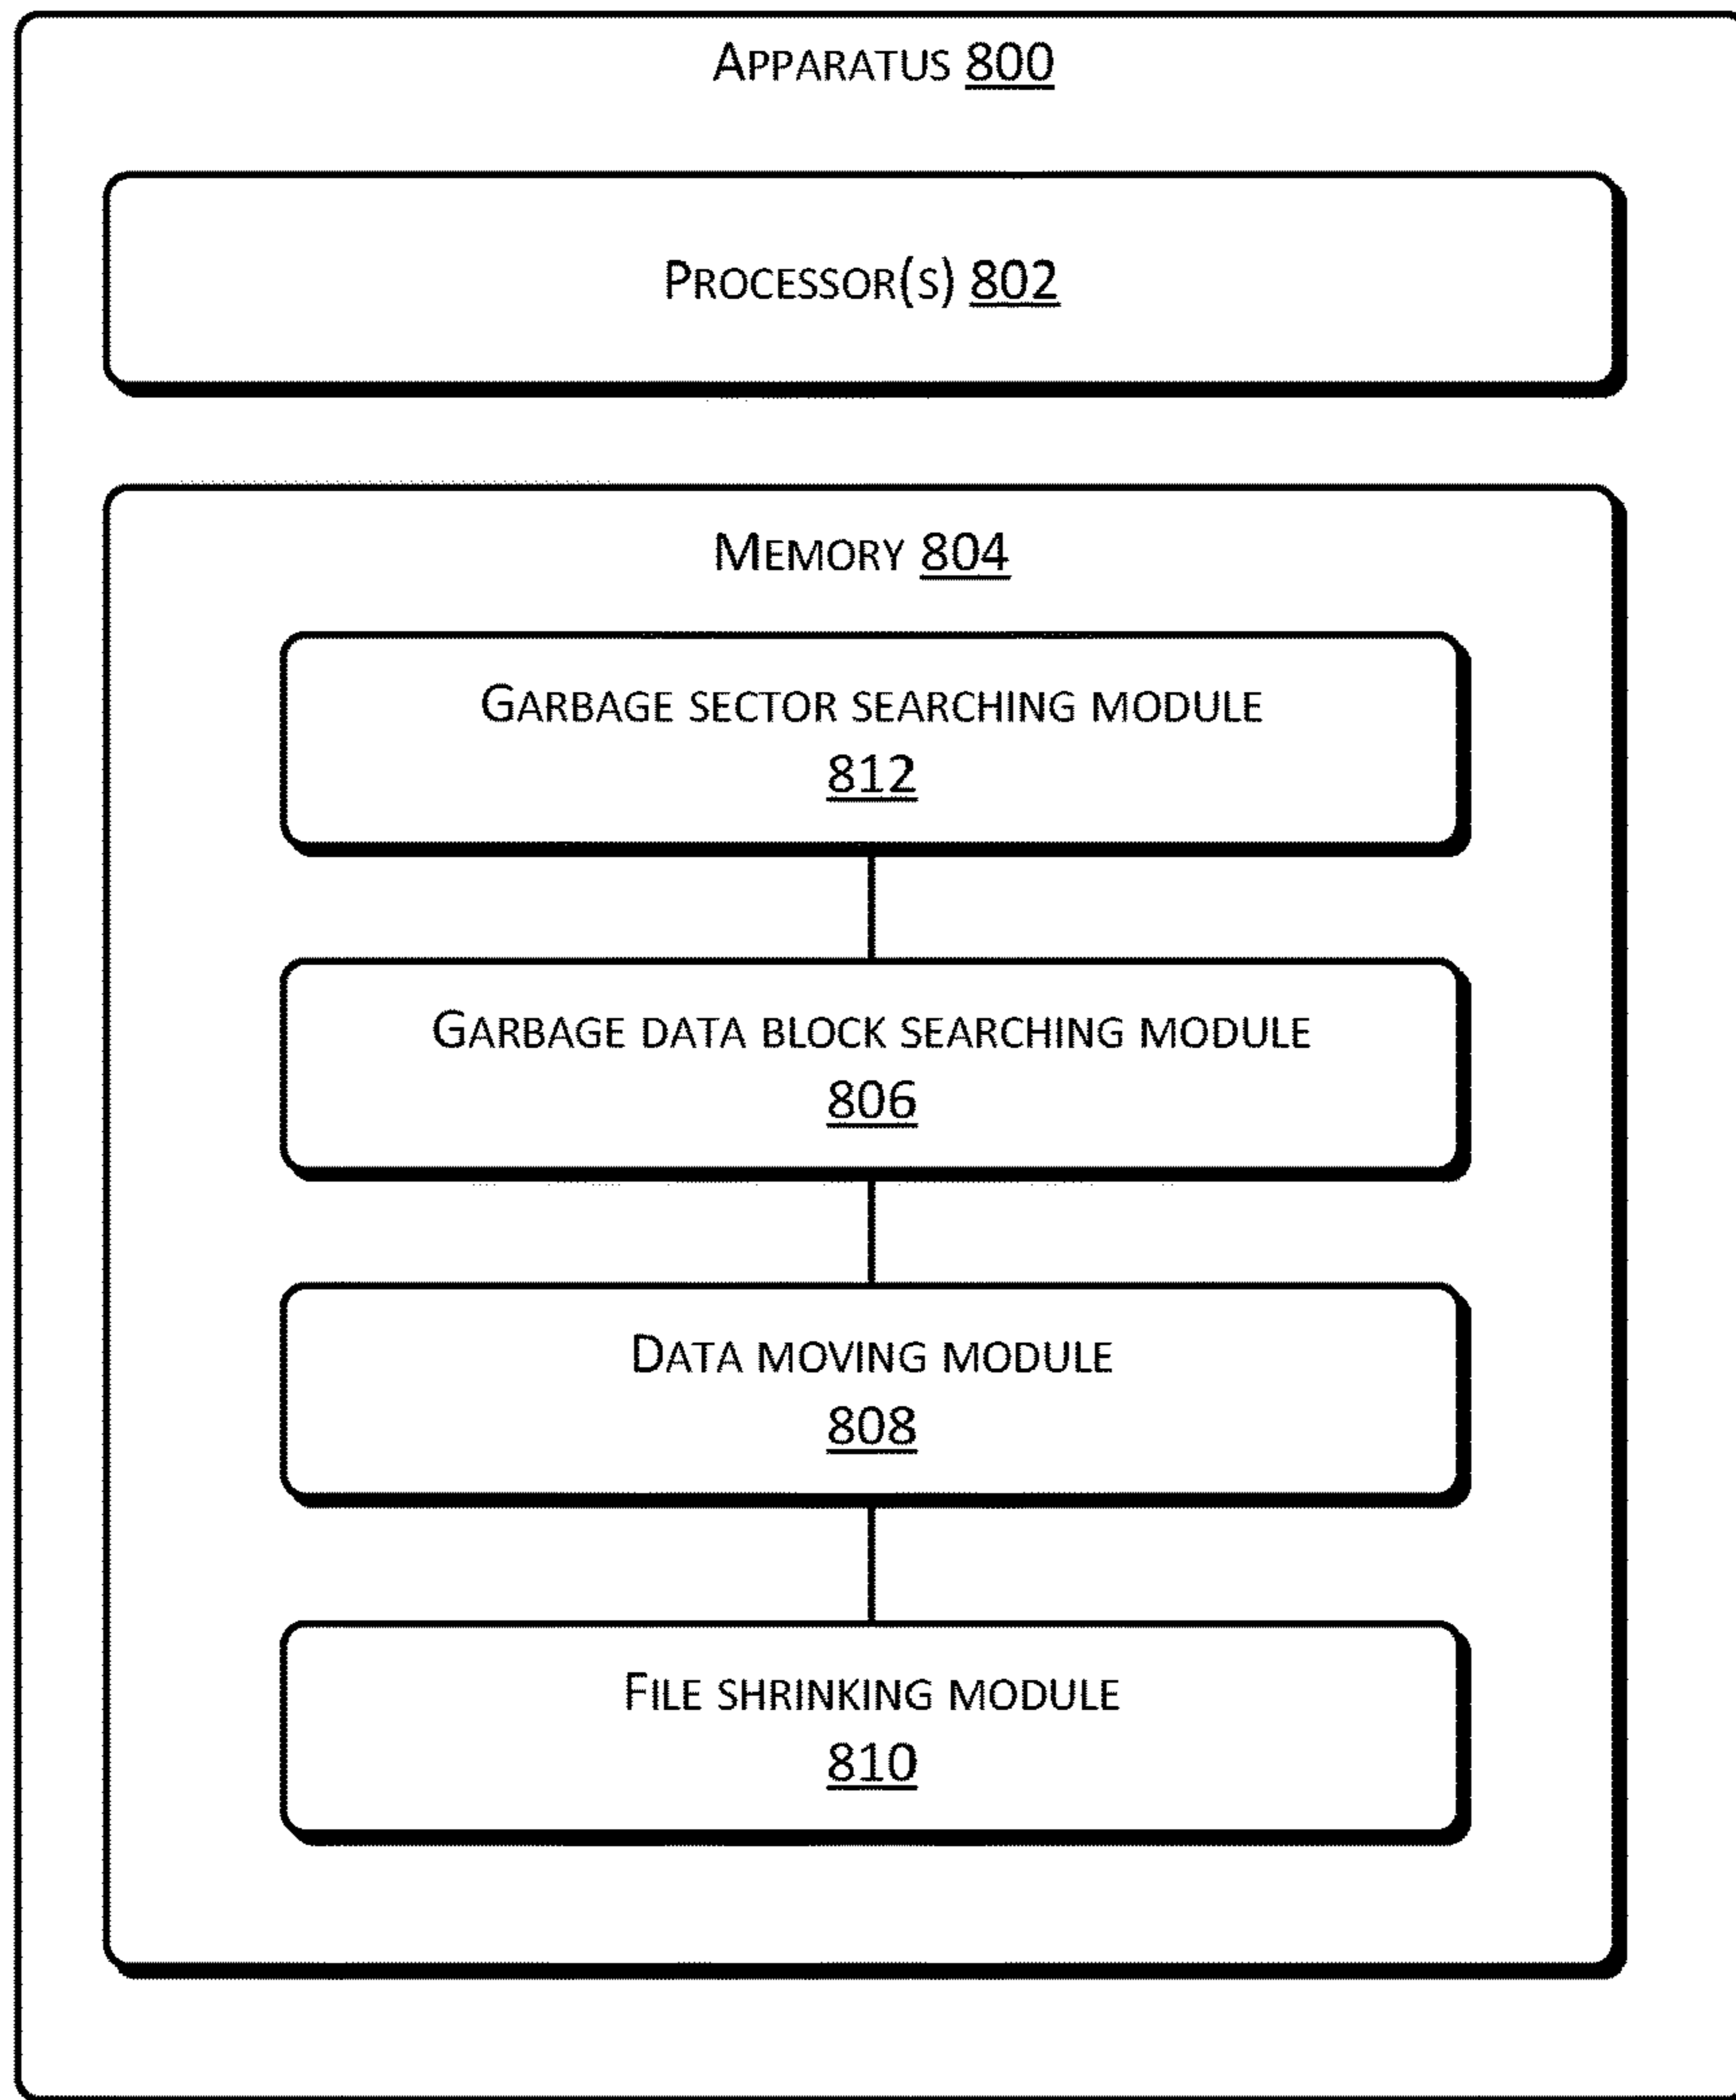 APPARATUS 800
PROCESSOR(S) 802
MEMORY 804
GARBAGE SECTOR SEARCHING MODULE
812
GARBAGE DATA BLOCK SEARCHING MODULE
806
DATA MOVING MODULE
808
FILE SHRINKING MODULE
810